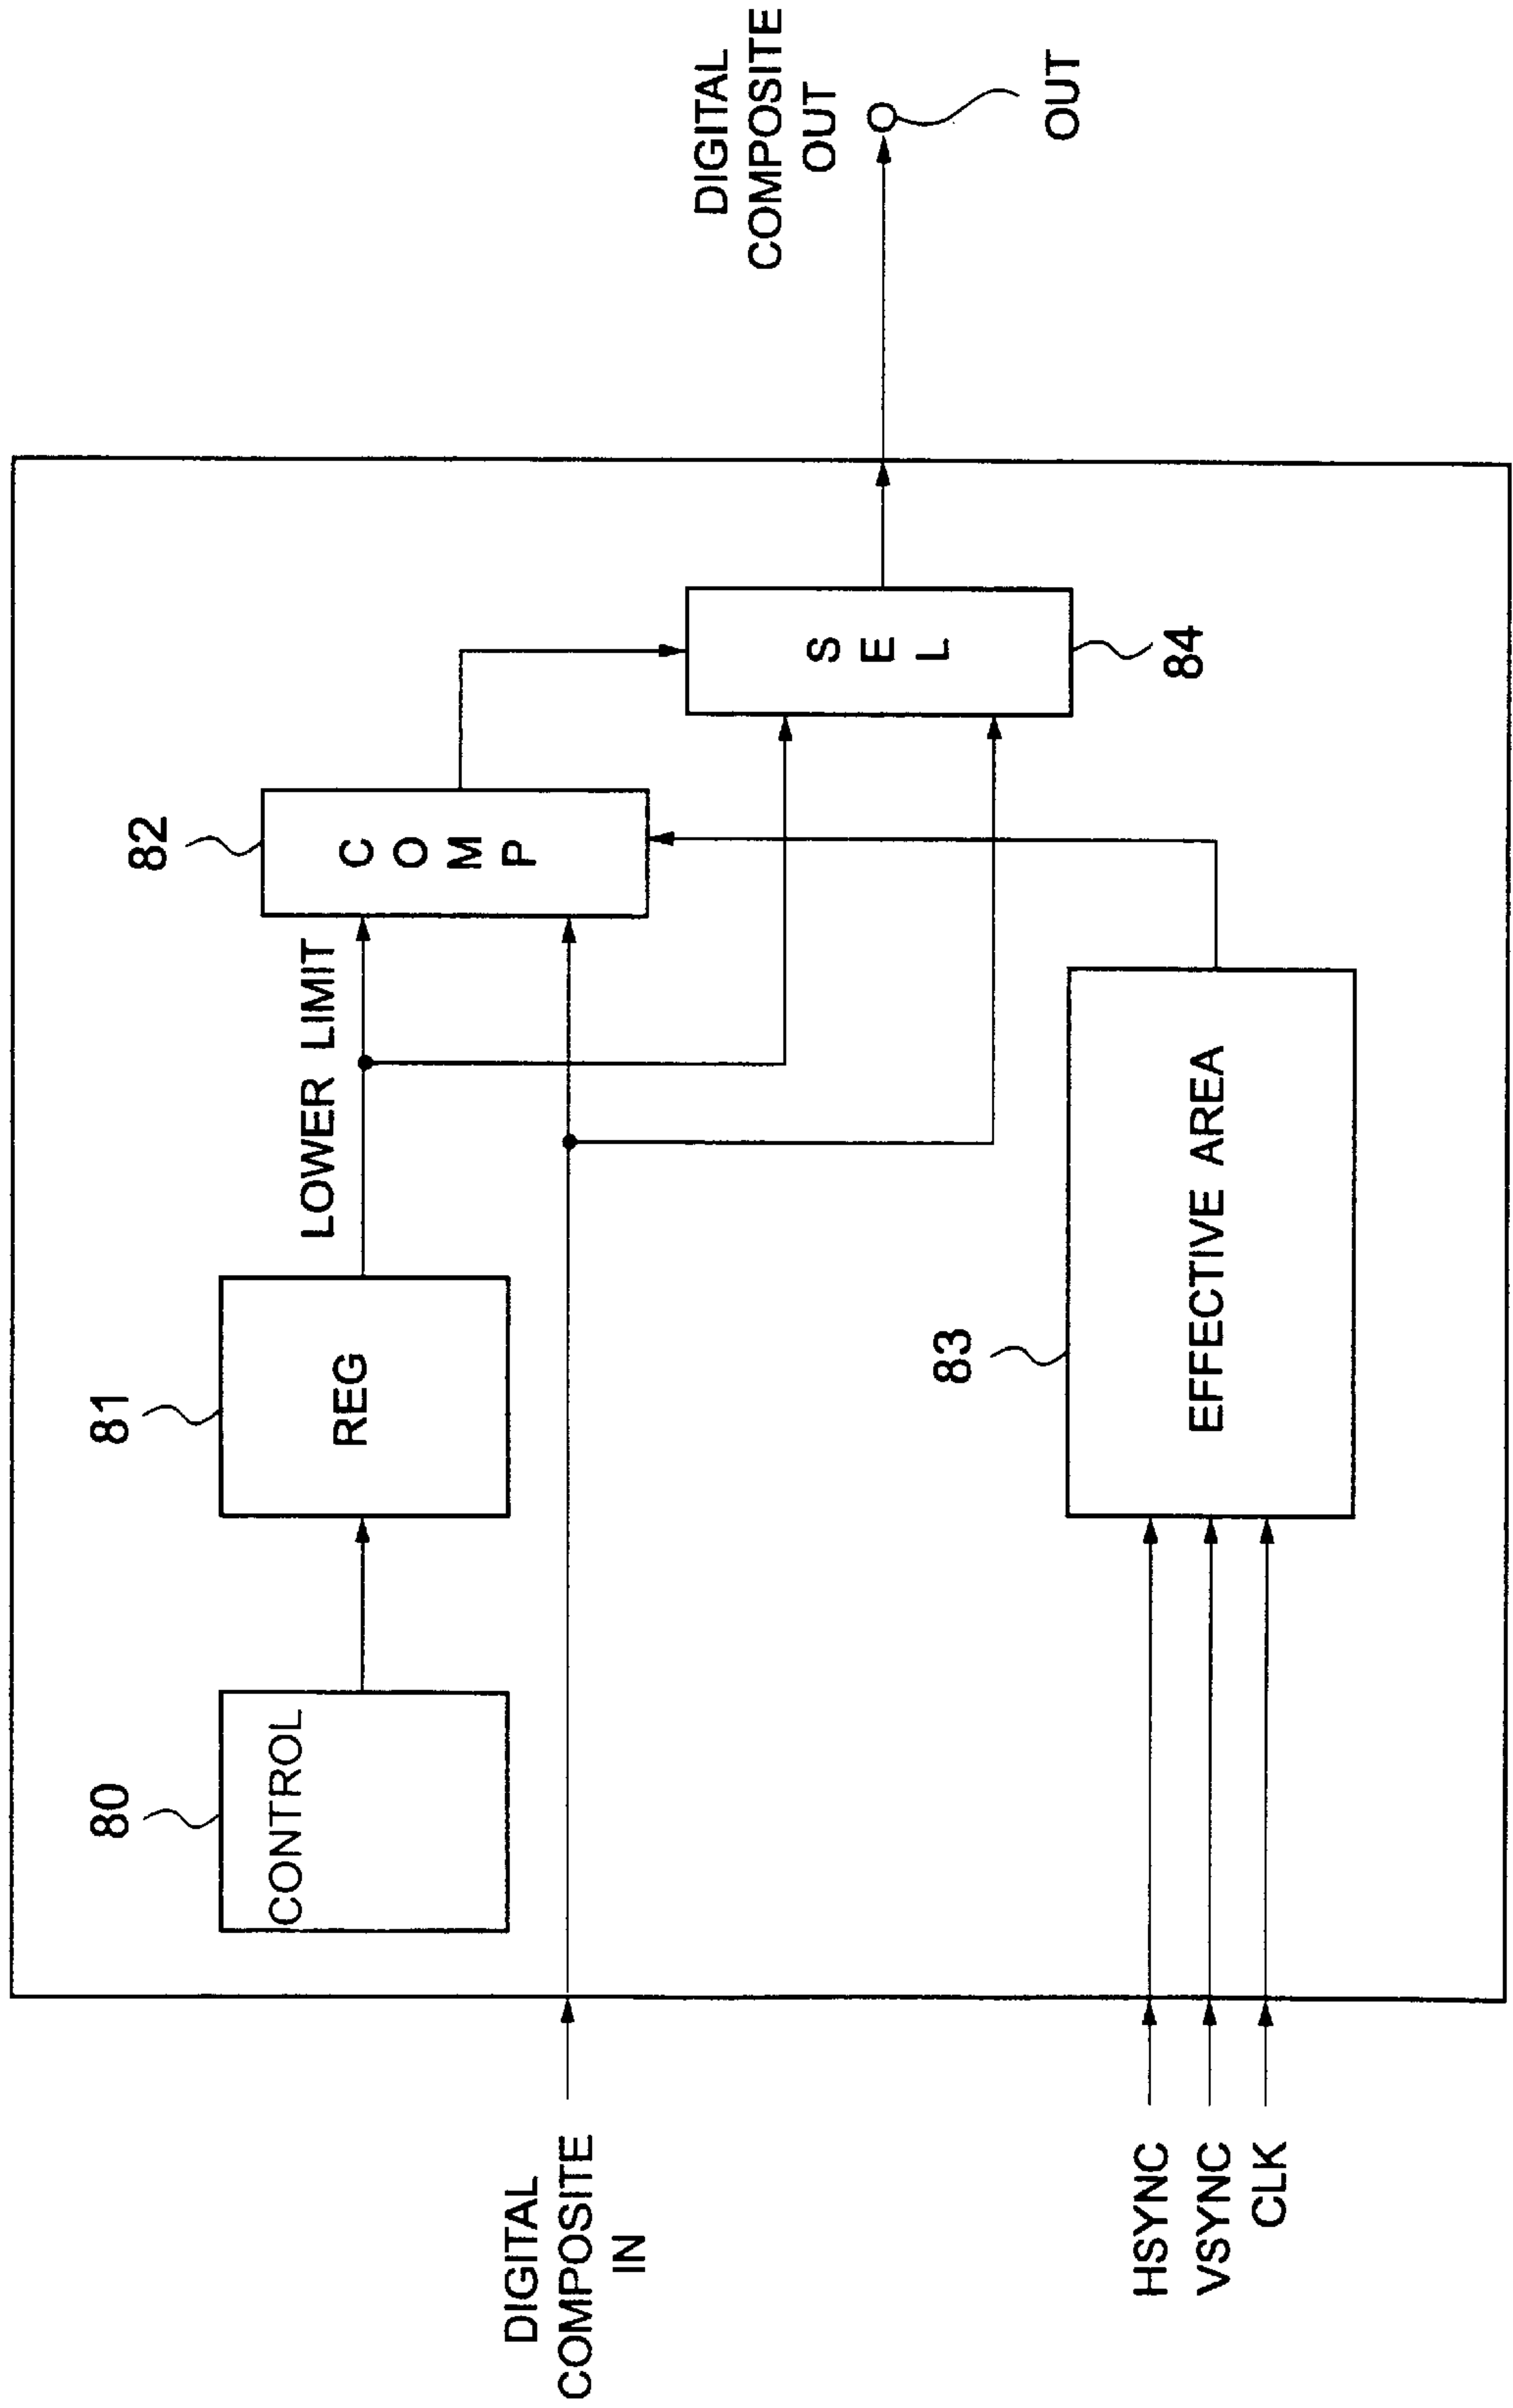 80
CONTROL
81
REG
LOWER LIMIT
82
C
O
M
P
S
E
L
84
83
EFFECTIVE AREA
DIGITAL
COMPOSITE
IN
HSYNC
VSYNC
CLK
DIGITAL
COMPOSITE
OUT
OUT